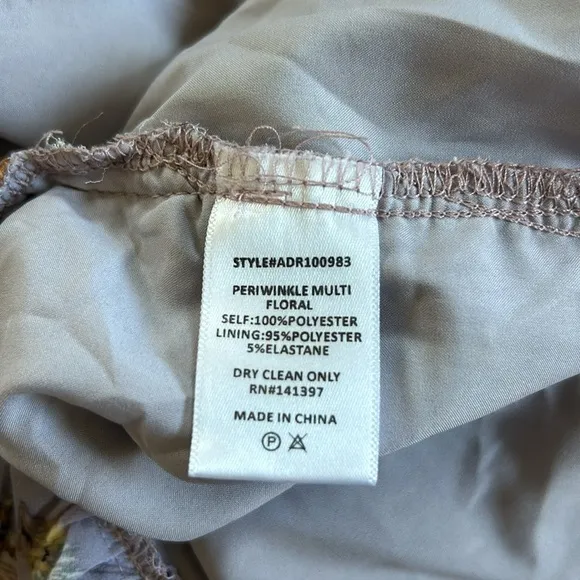 STYLE#ADR100983
PERIWINKLE MULTI
FLORAL
SELF:100%POLYESTER
LINING:95%POLYESTER
5%ELASTANE
DRY CLEAN ONLY
RN#141397
MADE IN CHINA
P